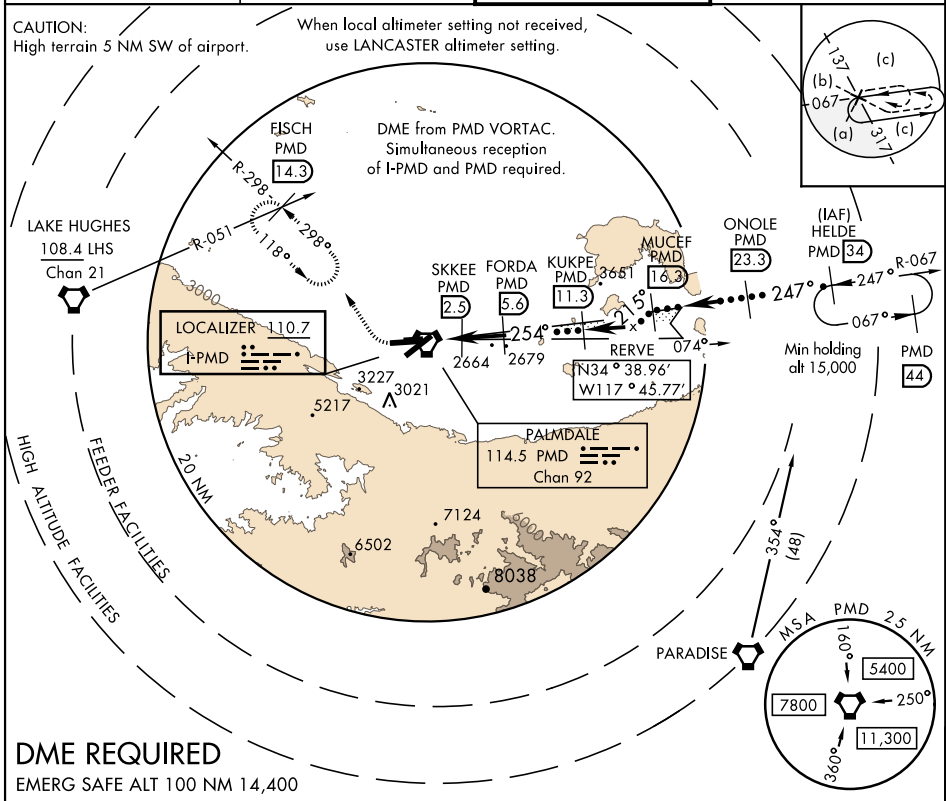 CAUTION:
High terrain 5 NM SW of airport.
When local altimeter setting not received,
use LANCASTER altimeter setting.
137
(c)
(b)
067
(a)
(c)
317
FISCH
PMD
14.3
DME from PMD VORTAC.
Simultaneous reception
of I-PMD and PMD required.
R-298
298°
118°
R-051
LAKE HUGHES
108.4 LHS
Chan 21
3000
SKKEE
PMD
2.5
FORDA
PMD
5.6
KUKPE
PMD
11.3
3651
MUCEF
PMD
16.3
ONOLE
PMD
23.3
(IAF)
HELDE
PMD 34
R-067
247°
247°
067°
215°
254°
074°
Min holding
alt 15,000
PMD
44
LOCALIZER 110.7
I-PMD
2664
2679
x
RERVE
N34° 38.96'
W117° 45.77'
3227
3021
5217
PALMDALE
114.5 PMD
Chan 92
20 NM
7124
6502
6000
8038
HIGH ALTITUDE FACILITIES
FEEDER FACILITIES
354°
(48)
PARADISE
MSA PMD 25 NM
160°
5400
7800
250°
11,300
360°
DME REQUIRED
EMERG SAFE ALT 100 NM 14,400